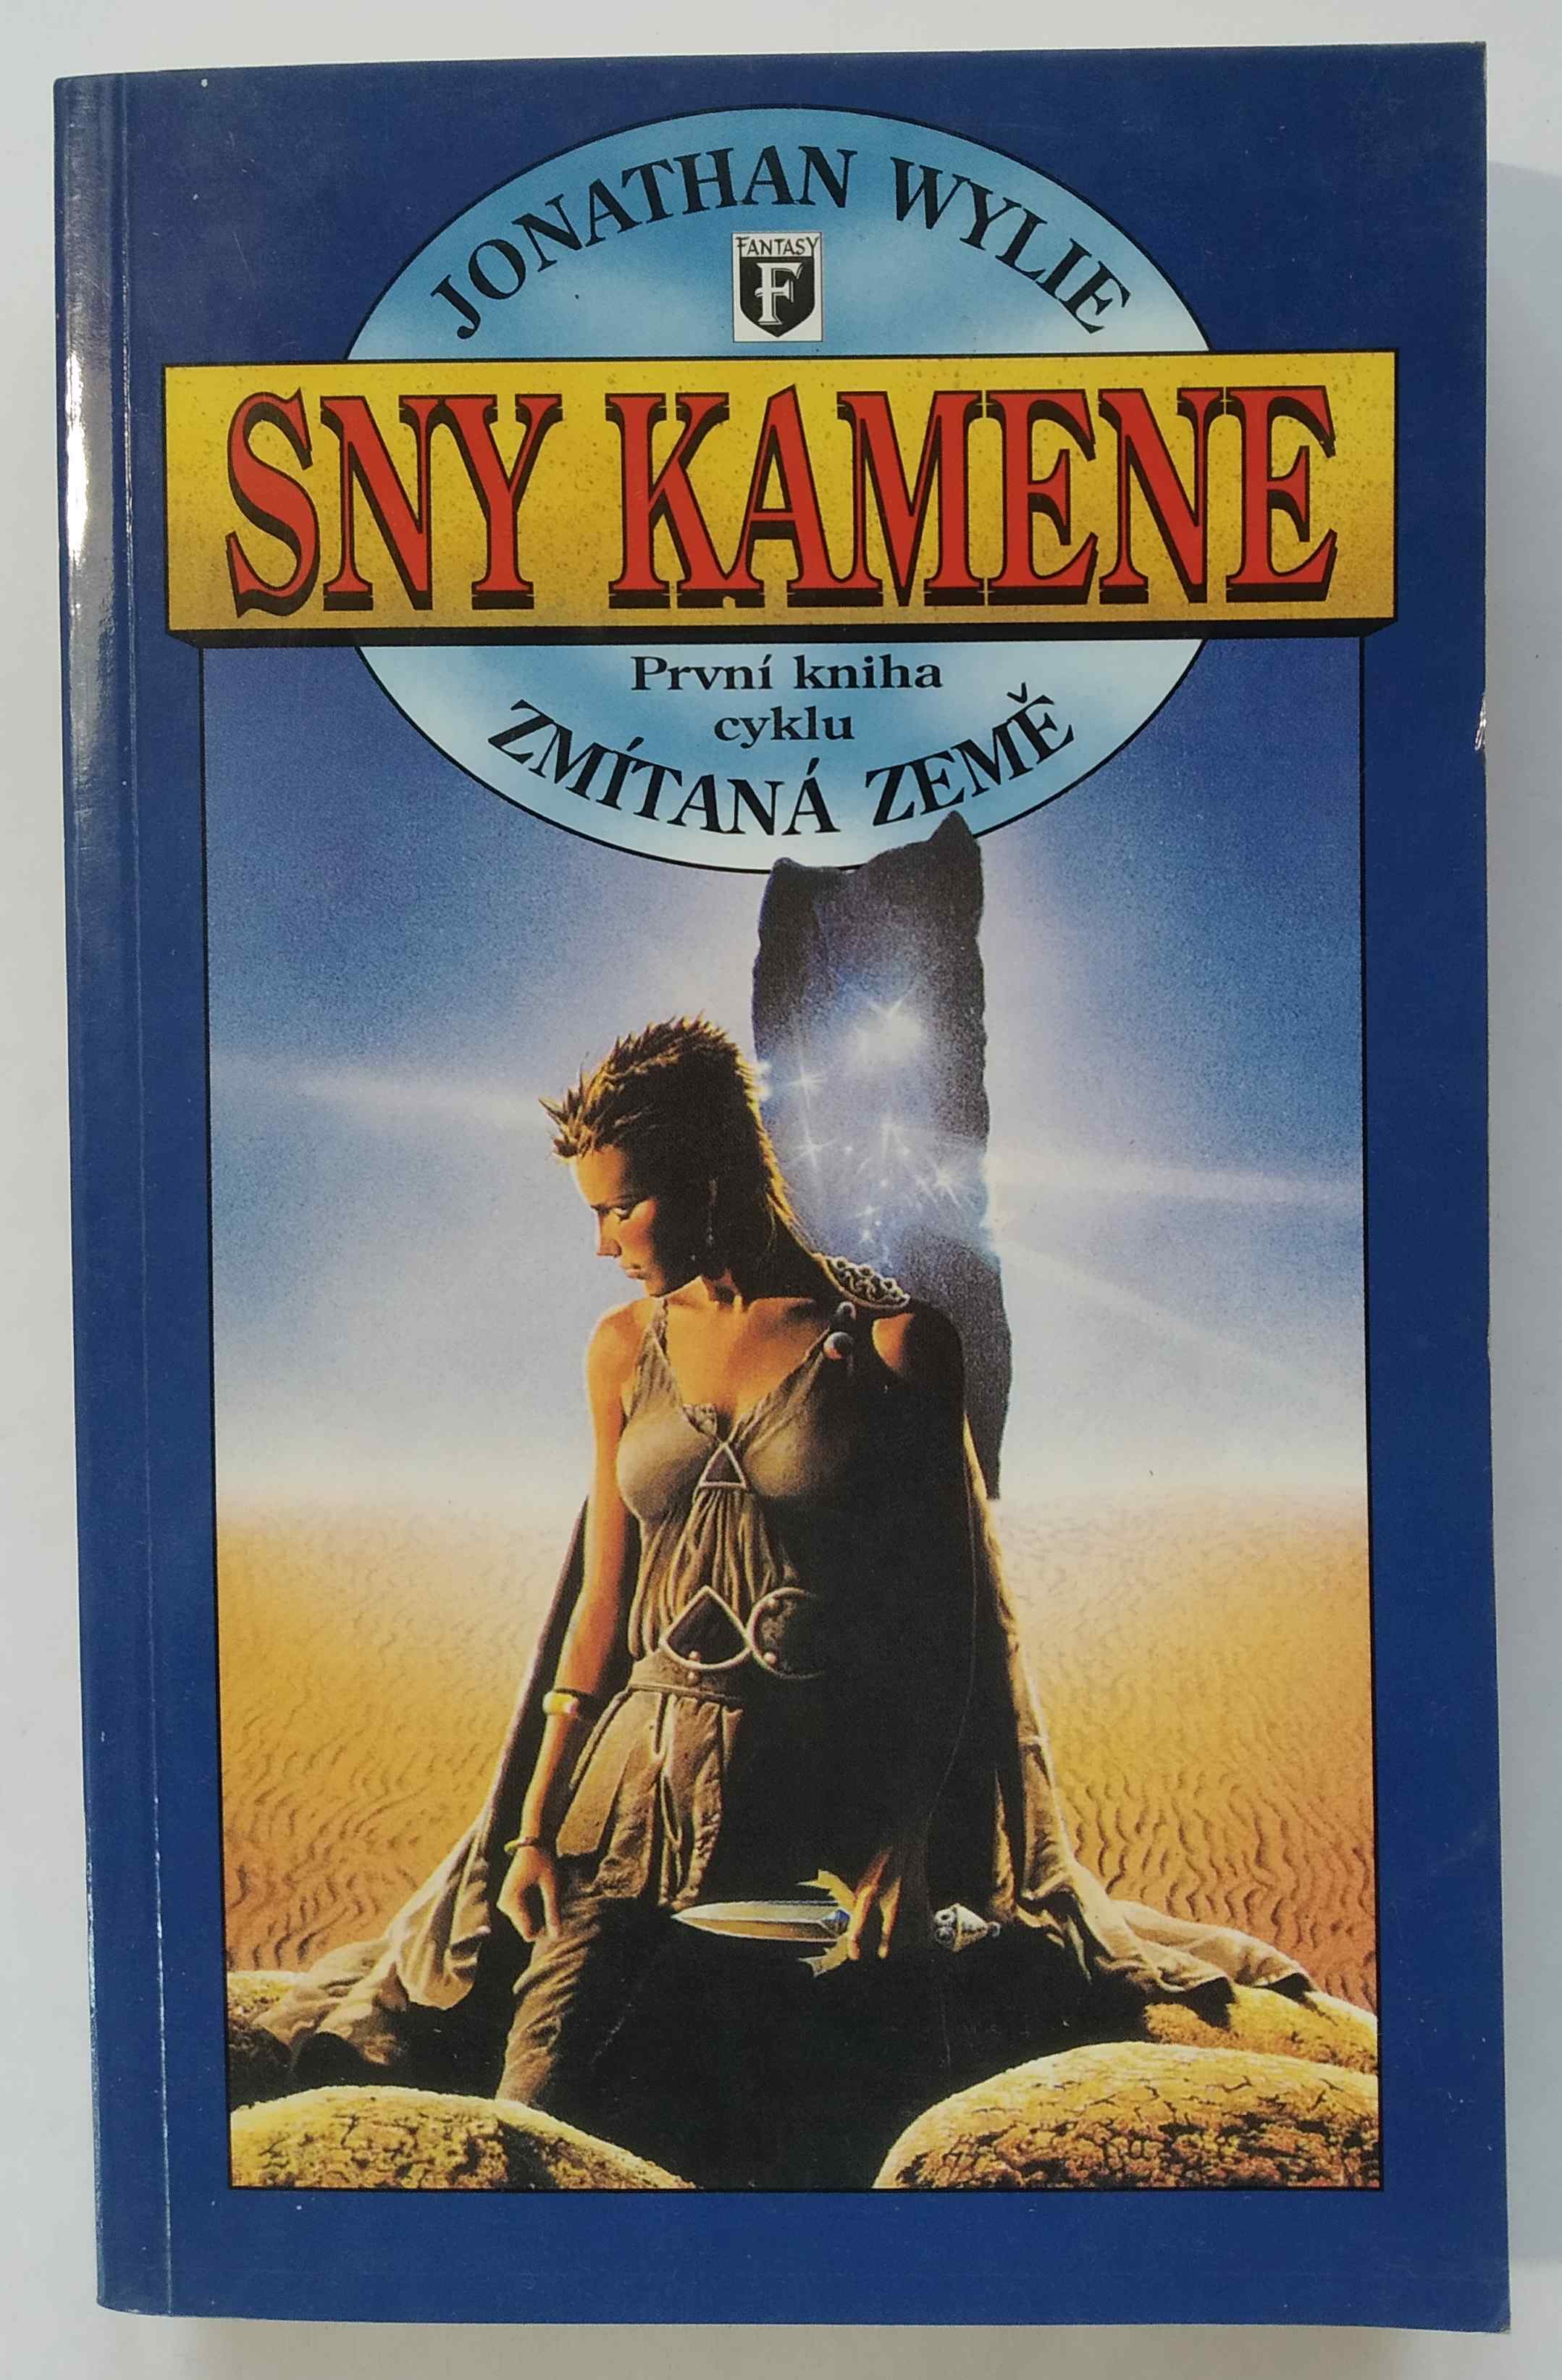 JONATHAN WYLIE
FANTASY
F
SNY KAMENE
První kniha
cyklu
ZMÍTANÁ ZEMĚ